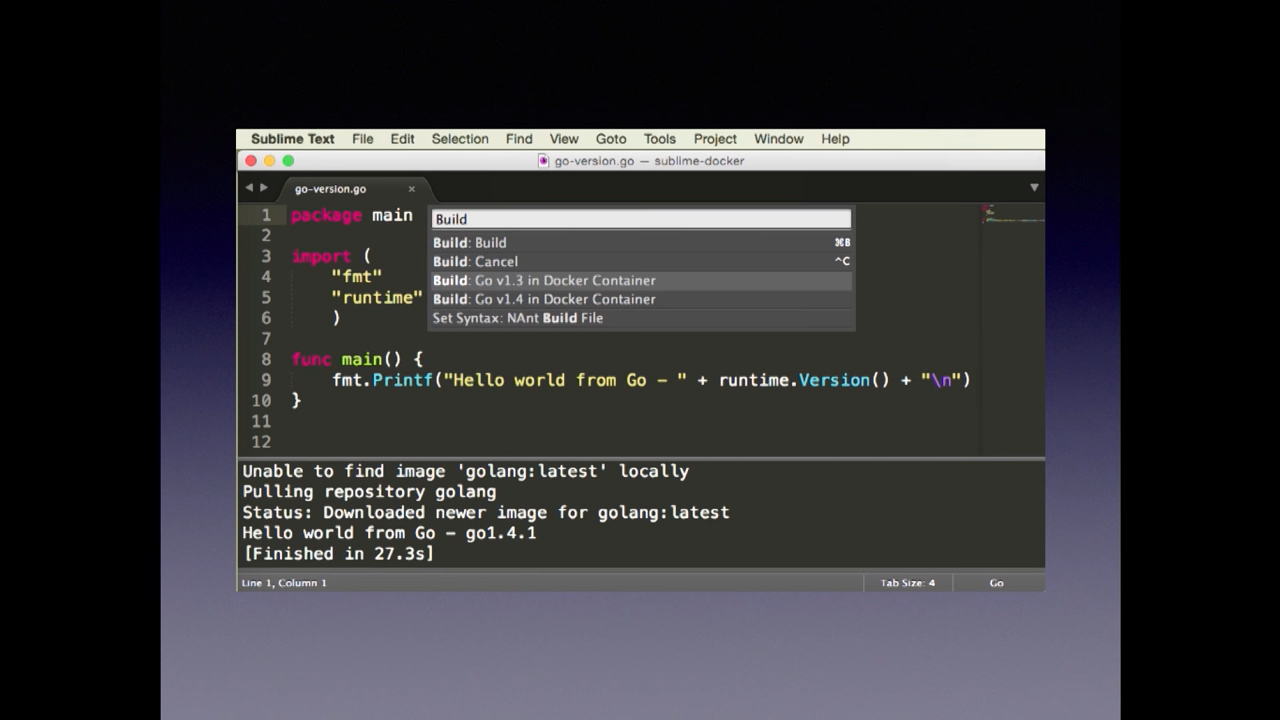 Sublime Text File Edit Selection Find View Goto Tools Project Window Help
go-version.go — sublime-docker
go-version.go ×
1 package main
2
3 import (
4 "fmt"
5 "runtime"
6 )
7
8 func main() {
9 fmt.Printf("Hello world from Go - " + runtime.Version() + "\n")
10 }
11
12
Build
Build: Build ⌘B
Build: Cancel ^C
Build: Go v1.3 in Docker Container
Build: Go v1.4 in Docker Container
Set Syntax: NAnt Build File
Unable to find image 'golang:latest' locally
Pulling repository golang
Status: Downloaded newer image for golang:latest
Hello world from Go - go1.4.1
[Finished in 27.3s]
Line 1, Column 1 Tab Size: 4 Go